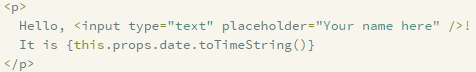 <p>
  Hello, <input type="text" placeholder="Your name here" />!
  It is {this.props.date.toTimeString()}
</p>